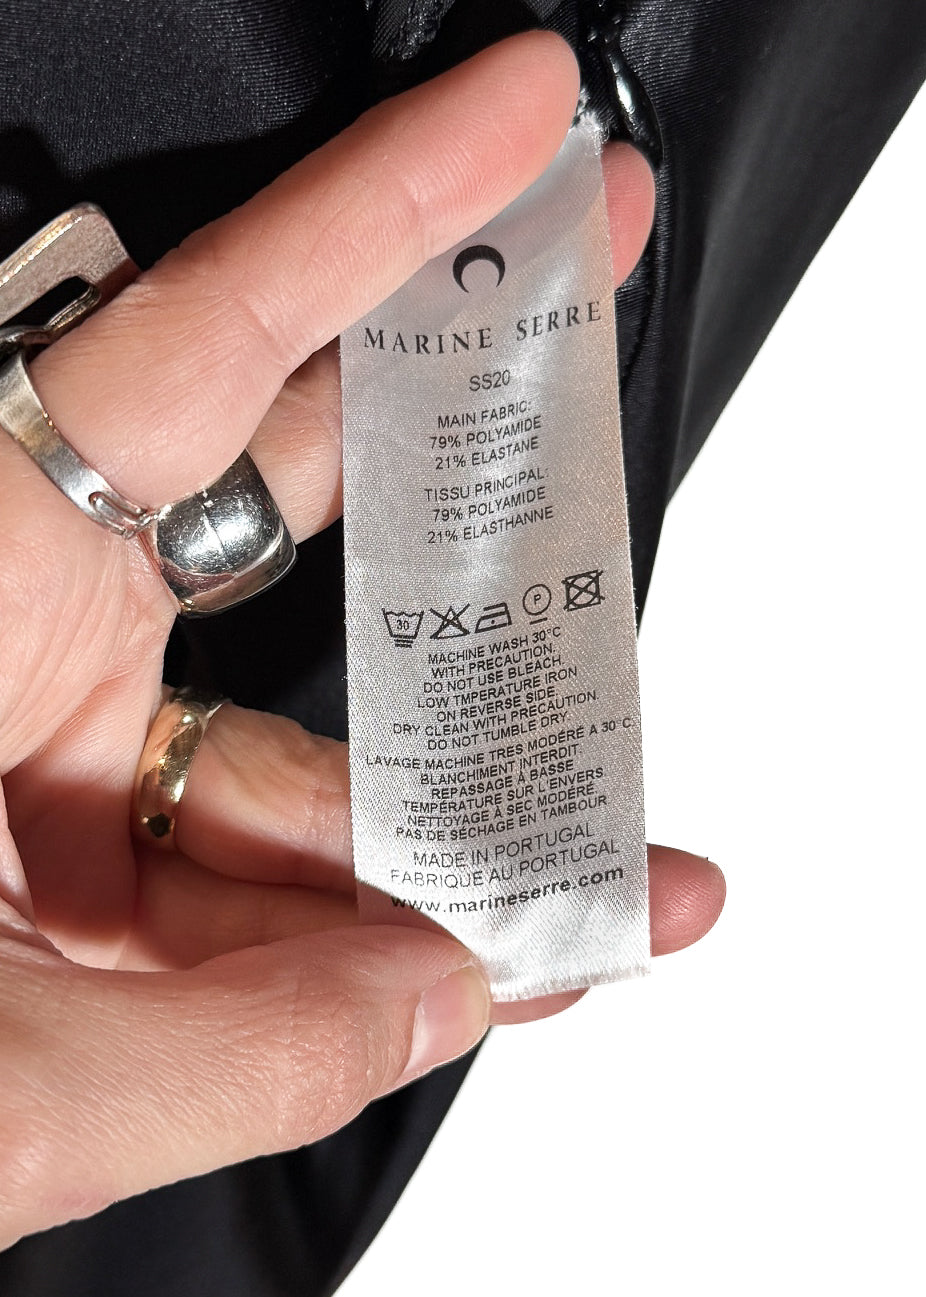 MARINE SERRE
SS20
MAIN FABRIC:
79% POLYAMIDE
21% ELASTANE
TISSU PRINCIPAL:
79% POLYAMIDE
21% ELASTHANNE
30 P
MACHINE WASH 30°C
WITH PRECAUTION.
DO NOT USE BLEACH.
LOW TMPERATURE IRON
ON REVERSE SIDE.
DRY CLEAN WITH PRECAUTION.
DO NOT TUMBLE DRY.
LAVAGE MACHINE TRES MODÉRÉ A 30°C.
BLANCHIMENT INTERDIT.
REPASSAGE À BASSE
TEMPÉRATURE SUR L'ENVERS.
NETTOYAGE À SEC MODÉRÉ
PAS DE SÉCHAGE EN TAMBOUR
MADE IN PORTUGAL
FABRIQUE AU PORTUGAL
www.marineserre.com